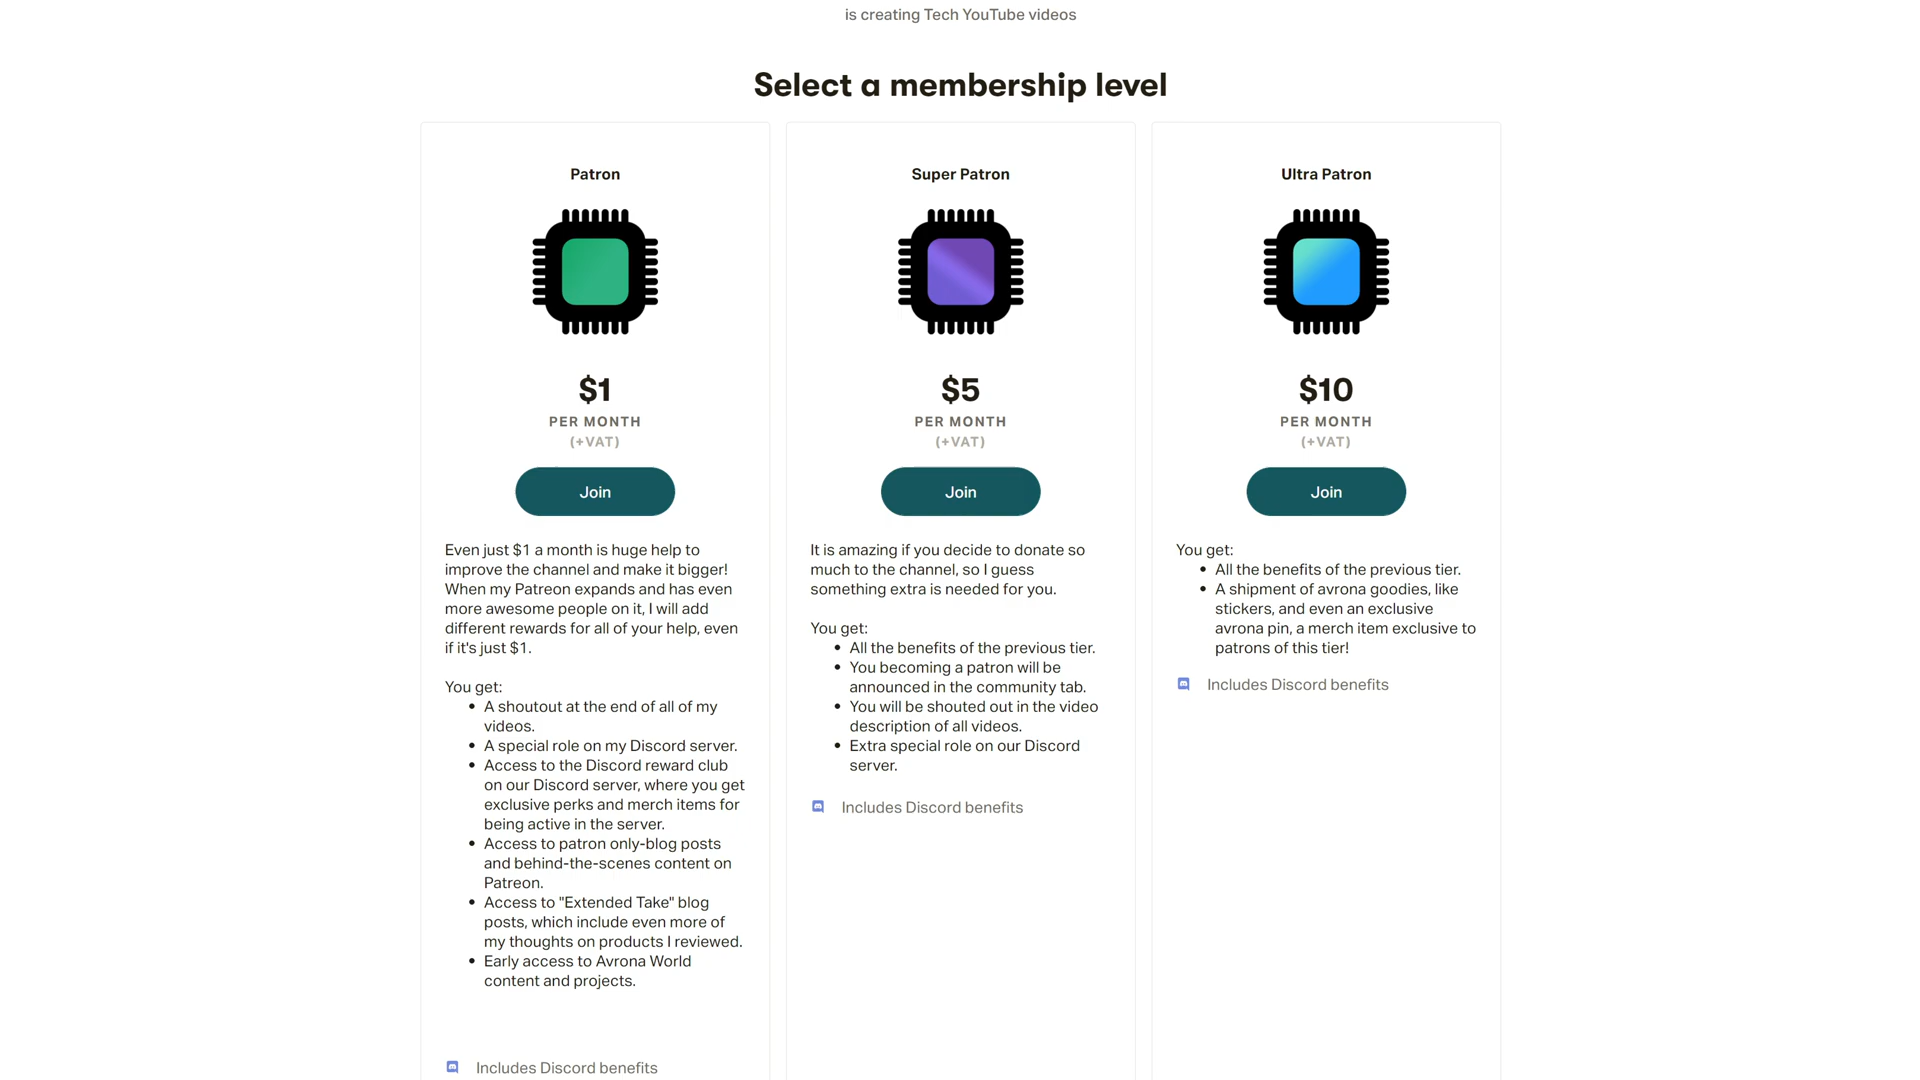 is creating Tech YouTube videos
Select a membership level
Patron
$1
PER MONTH
(+VAT)
Join
Even just $1 a month is huge help to
improve the channel and make it bigger!
When my Patreon expands and has even
more awesome people on it, I will add
different rewards for all of your help, even
if it's just $1.
You get:
• A shoutout at the end of all of my
videos.
• A special role on my Discord server.
• Access to the Discord reward club
on our Discord server, where you get
exclusive perks and merch items for
being active in the server.
• Access to patron only-blog posts
and behind-the-scenes content on
Patreon.
• Access to "Extended Take" blog
posts, which include even more of
my thoughts on products I reviewed.
• Early access to Avrona World
content and projects.
Includes Discord benefits
Super Patron
$5
PER MONTH
(+VAT)
Join
It is amazing if you decide to donate so
much to the channel, so I guess
something extra is needed for you.
You get:
• All the benefits of the previous tier.
• You becoming a patron will be
announced in the community tab.
• You will be shouted out in the video
description of all videos.
• Extra special role on our Discord
server.
Includes Discord benefits
Ultra Patron
$10
PER MONTH
(+VAT)
Join
You get:
• All the benefits of the previous tier.
• A shipment of avrona goodies, like
stickers, and even an exclusive
avrona pin, a merch item exclusive to
patrons of this tier!
Includes Discord benefits